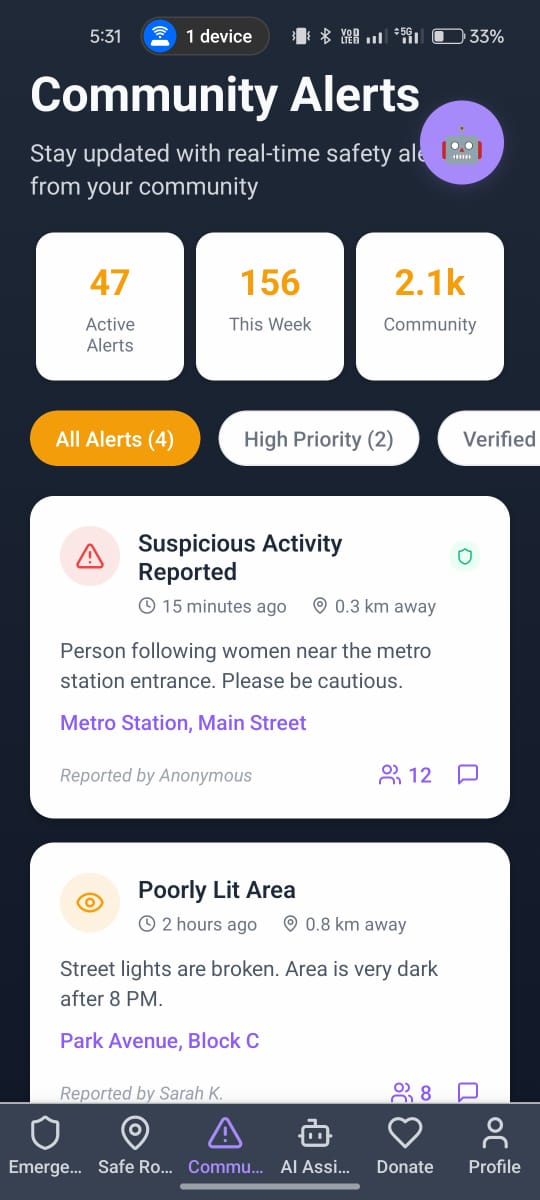 5:31 1 device VoD LTED 5G 33%
Community Alerts
Stay updated with real-time safety ale
from your community
47 156 2.1k
Active This Week Community
Alerts
All Alerts (4) High Priority (2) Verified
Suspicious Activity
Reported
15 minutes ago 0.3 km away
Person following women near the metro
station entrance. Please be cautious.
Metro Station, Main Street
Reported by Anonymous 12
Poorly Lit Area
2 hours ago 0.8 km away
Street lights are broken. Area is very dark
after 8 PM.
Park Avenue, Block C
Reported by Sarah K. 8
Emerge... Safe Ro... Commu... AI Assi... Donate Profile